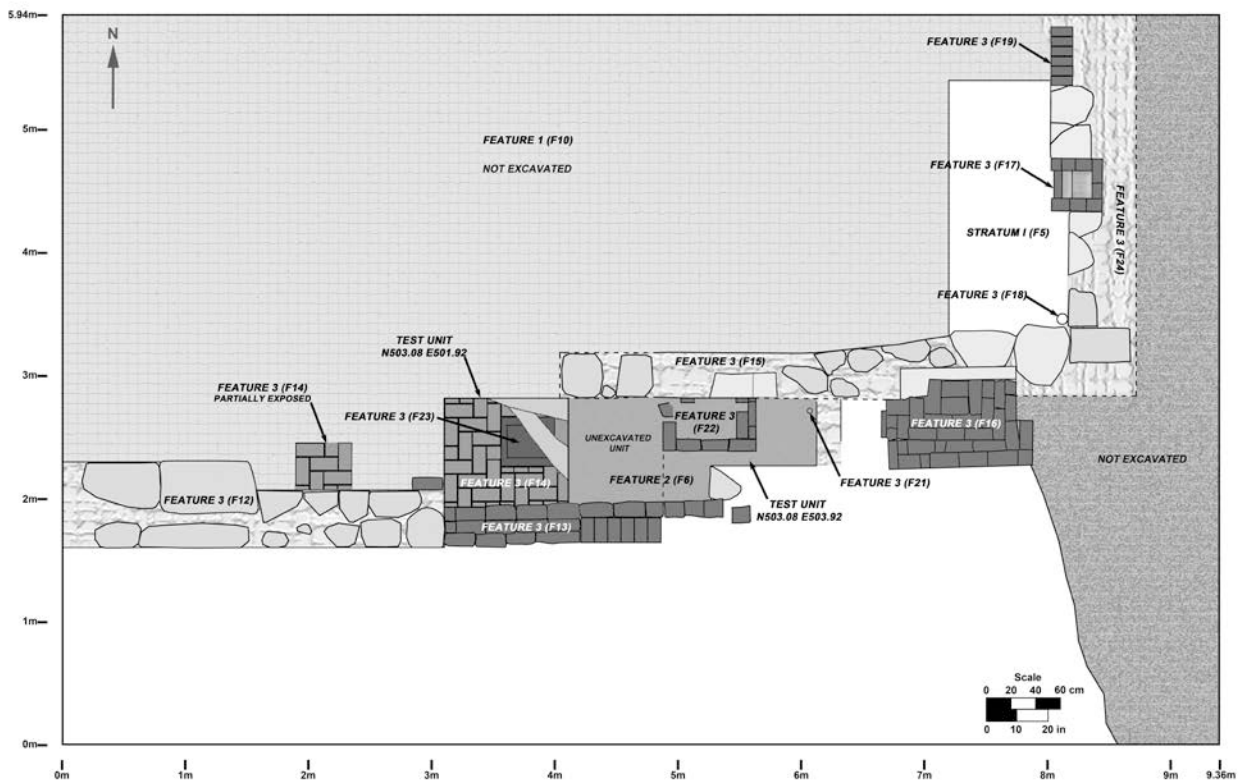 5.94m
N
FEATURE 3 (F19)
5m
FEATURE 1 (F10)
NOT EXCAVATED
FEATURE 3 (F17)
FEATURE 3 (F24)
4m
STRATUM I (F5)
FEATURE 3 (F18)
TEST UNIT
N503.08 E501.92
3m
FEATURE 3 (F15)
FEATURE 3 (F14)
PARTIALLY EXPOSED
FEATURE 3 (F23)
FEATURE 3
(F22)
UNEXCAVATED
UNIT
FEATURE 3 (F16)
NOT EXCAVATED
FEATURE 3 (F14)
FEATURE 2 (F6)
FEATURE 3 (F21)
2m
FEATURE 3 (F12)
TEST UNIT
N503.08 E503.92
FEATURE 3 (F13)
1m
Scale
0 20 40 60 cm
0 10 20 in
0m
0m 1m 2m 3m 4m 5m 6m 7m 8m 9.36m